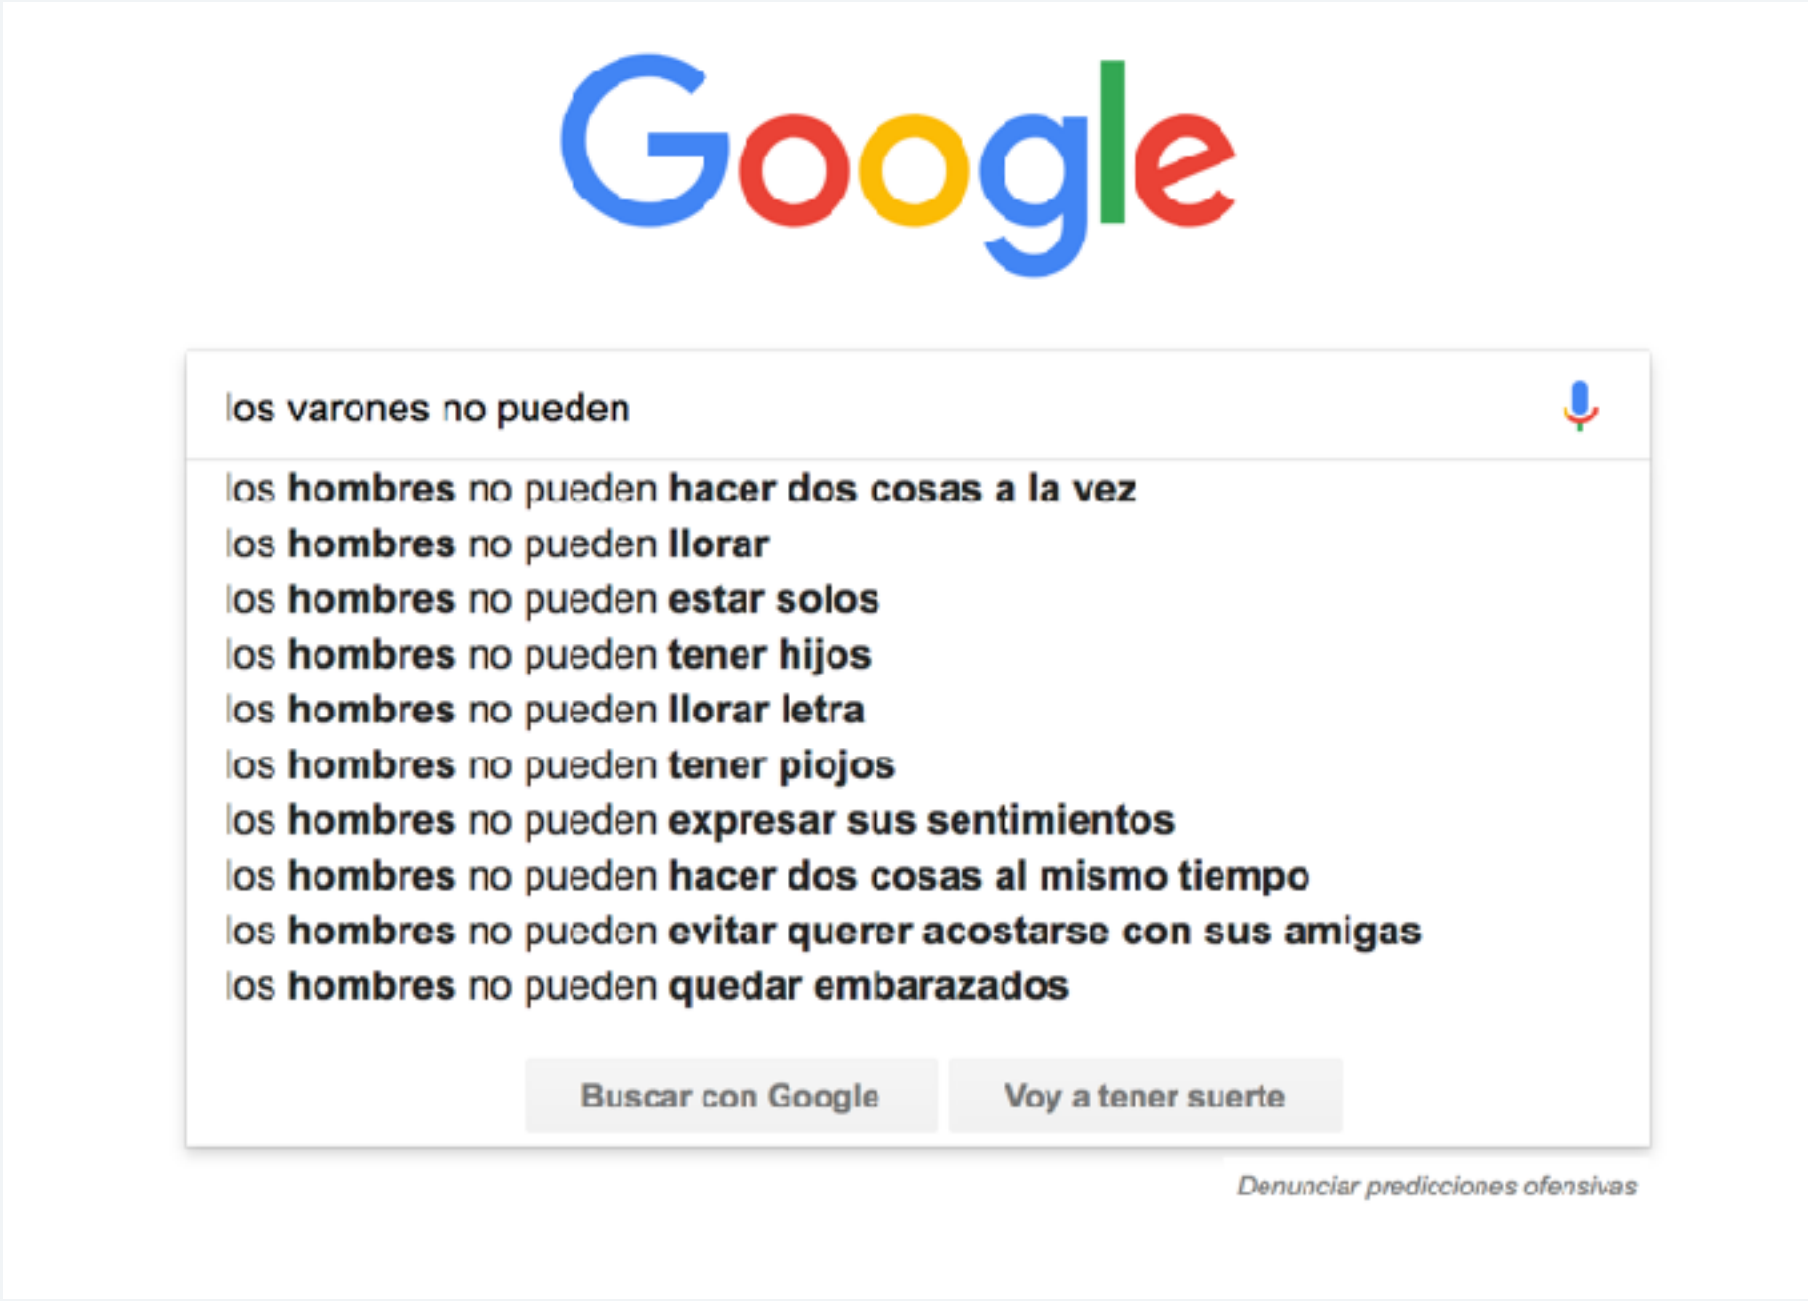 Google
los varones no pueden
los hombres no pueden hacer dos cosas a la vez
los hombres no pueden llorar
los hombres no pueden estar solos
los hombres no pueden tener hijos
los hombres no pueden llorar letra
los hombres no pueden tener piojos
los hombres no pueden expresar sus sentimientos
los hombres no pueden hacer dos cosas al mismo tiempo
los hombres no pueden evitar querer acostarse con sus amigas
los hombres no pueden quedar embarazados
Buscar con Google Voy a tener suerte
Denunciar predicciones ofensivas